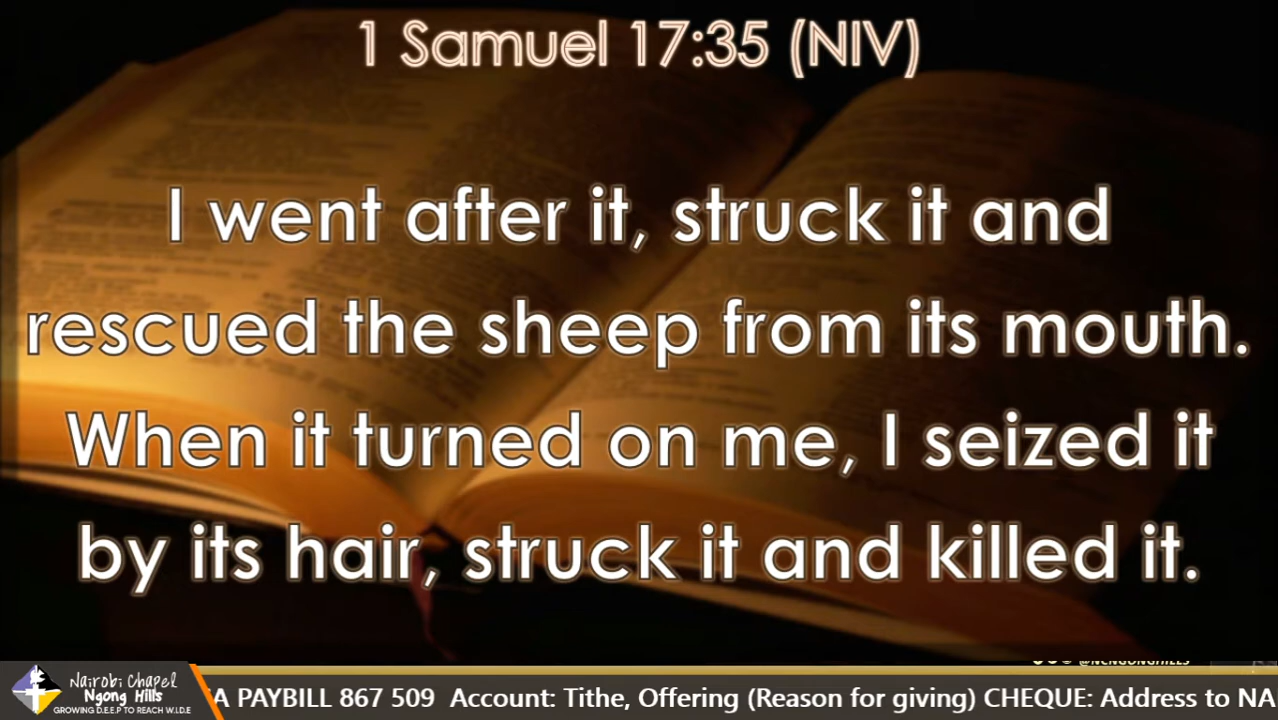 1 Samuel 17:35 (NIV)
I went after it, struck it and
rescued the sheep from its mouth.
When it turned on me, I seized it
by its hair, struck it and killed it.
@NCNGONGHILLS
Nairobi Chapel
Ngong Hills
GROWING D.E.E.P TO REACH W.I.D.E
A PAYBILL 867 509 Account: Tithe, Offering (Reason for giving) CHEQUE: Address to NA